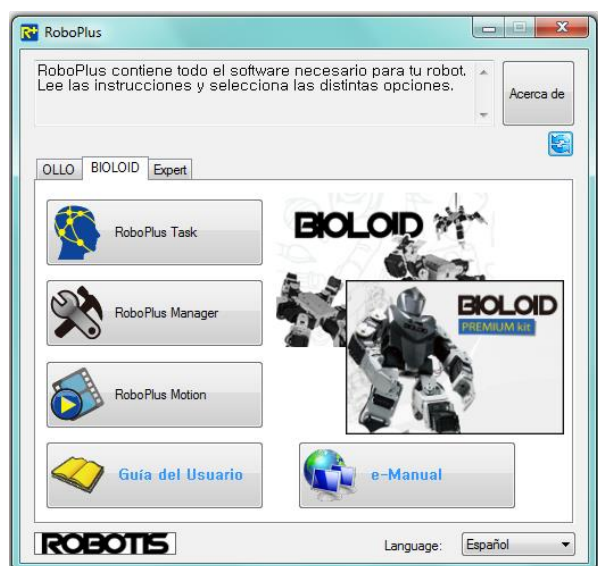 RoboPlus
RoboPlus contiene todo el software necesario para tu robot.
Lee las instrucciones y selecciona las distintas opciones.
Acerca de
OLLO BIOLOID Expert
RoboPlus Task
BIOLOID
RoboPlus Manager
BIOLOID
PREMIUM kit
RoboPlus Motion
Guía del Usuario
e-Manual
ROBOTIS
Language: Español